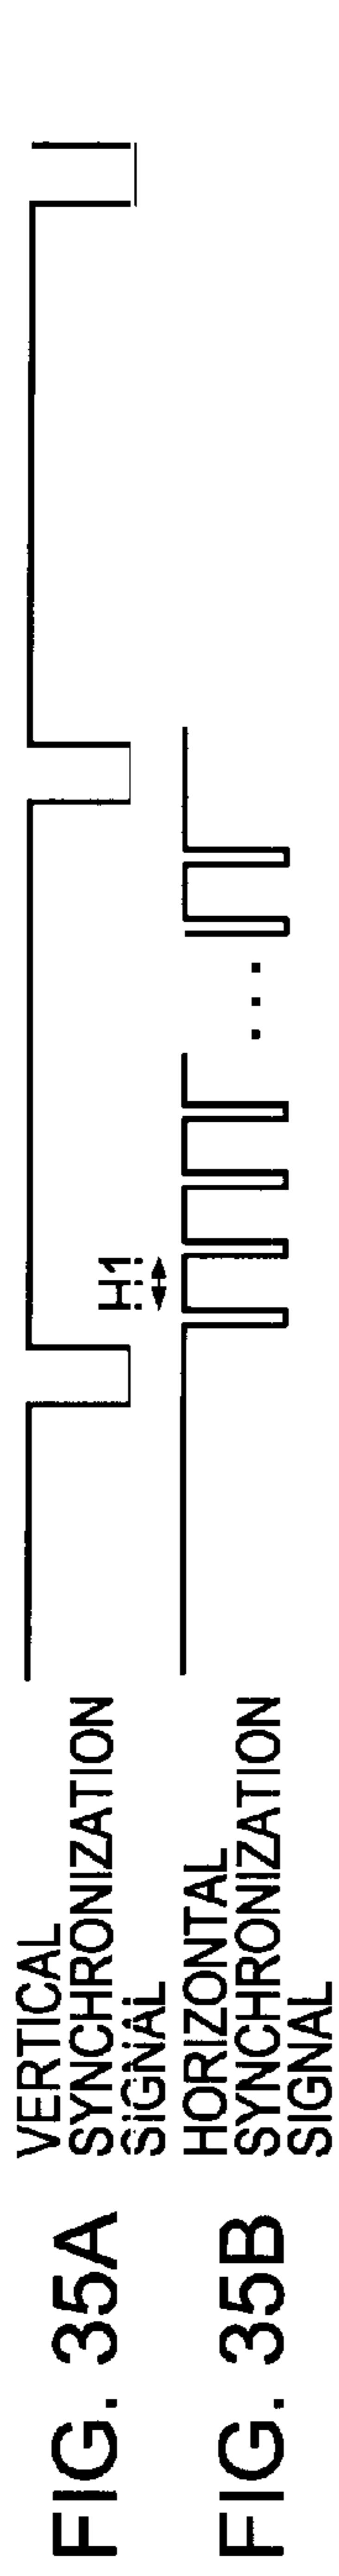 FIG. 35A
VERTICAL
SYNCHRONIZATION
SIGNAL
H1
FIG. 35B
HORIZONTAL
SYNCHRONIZATION
SIGNAL